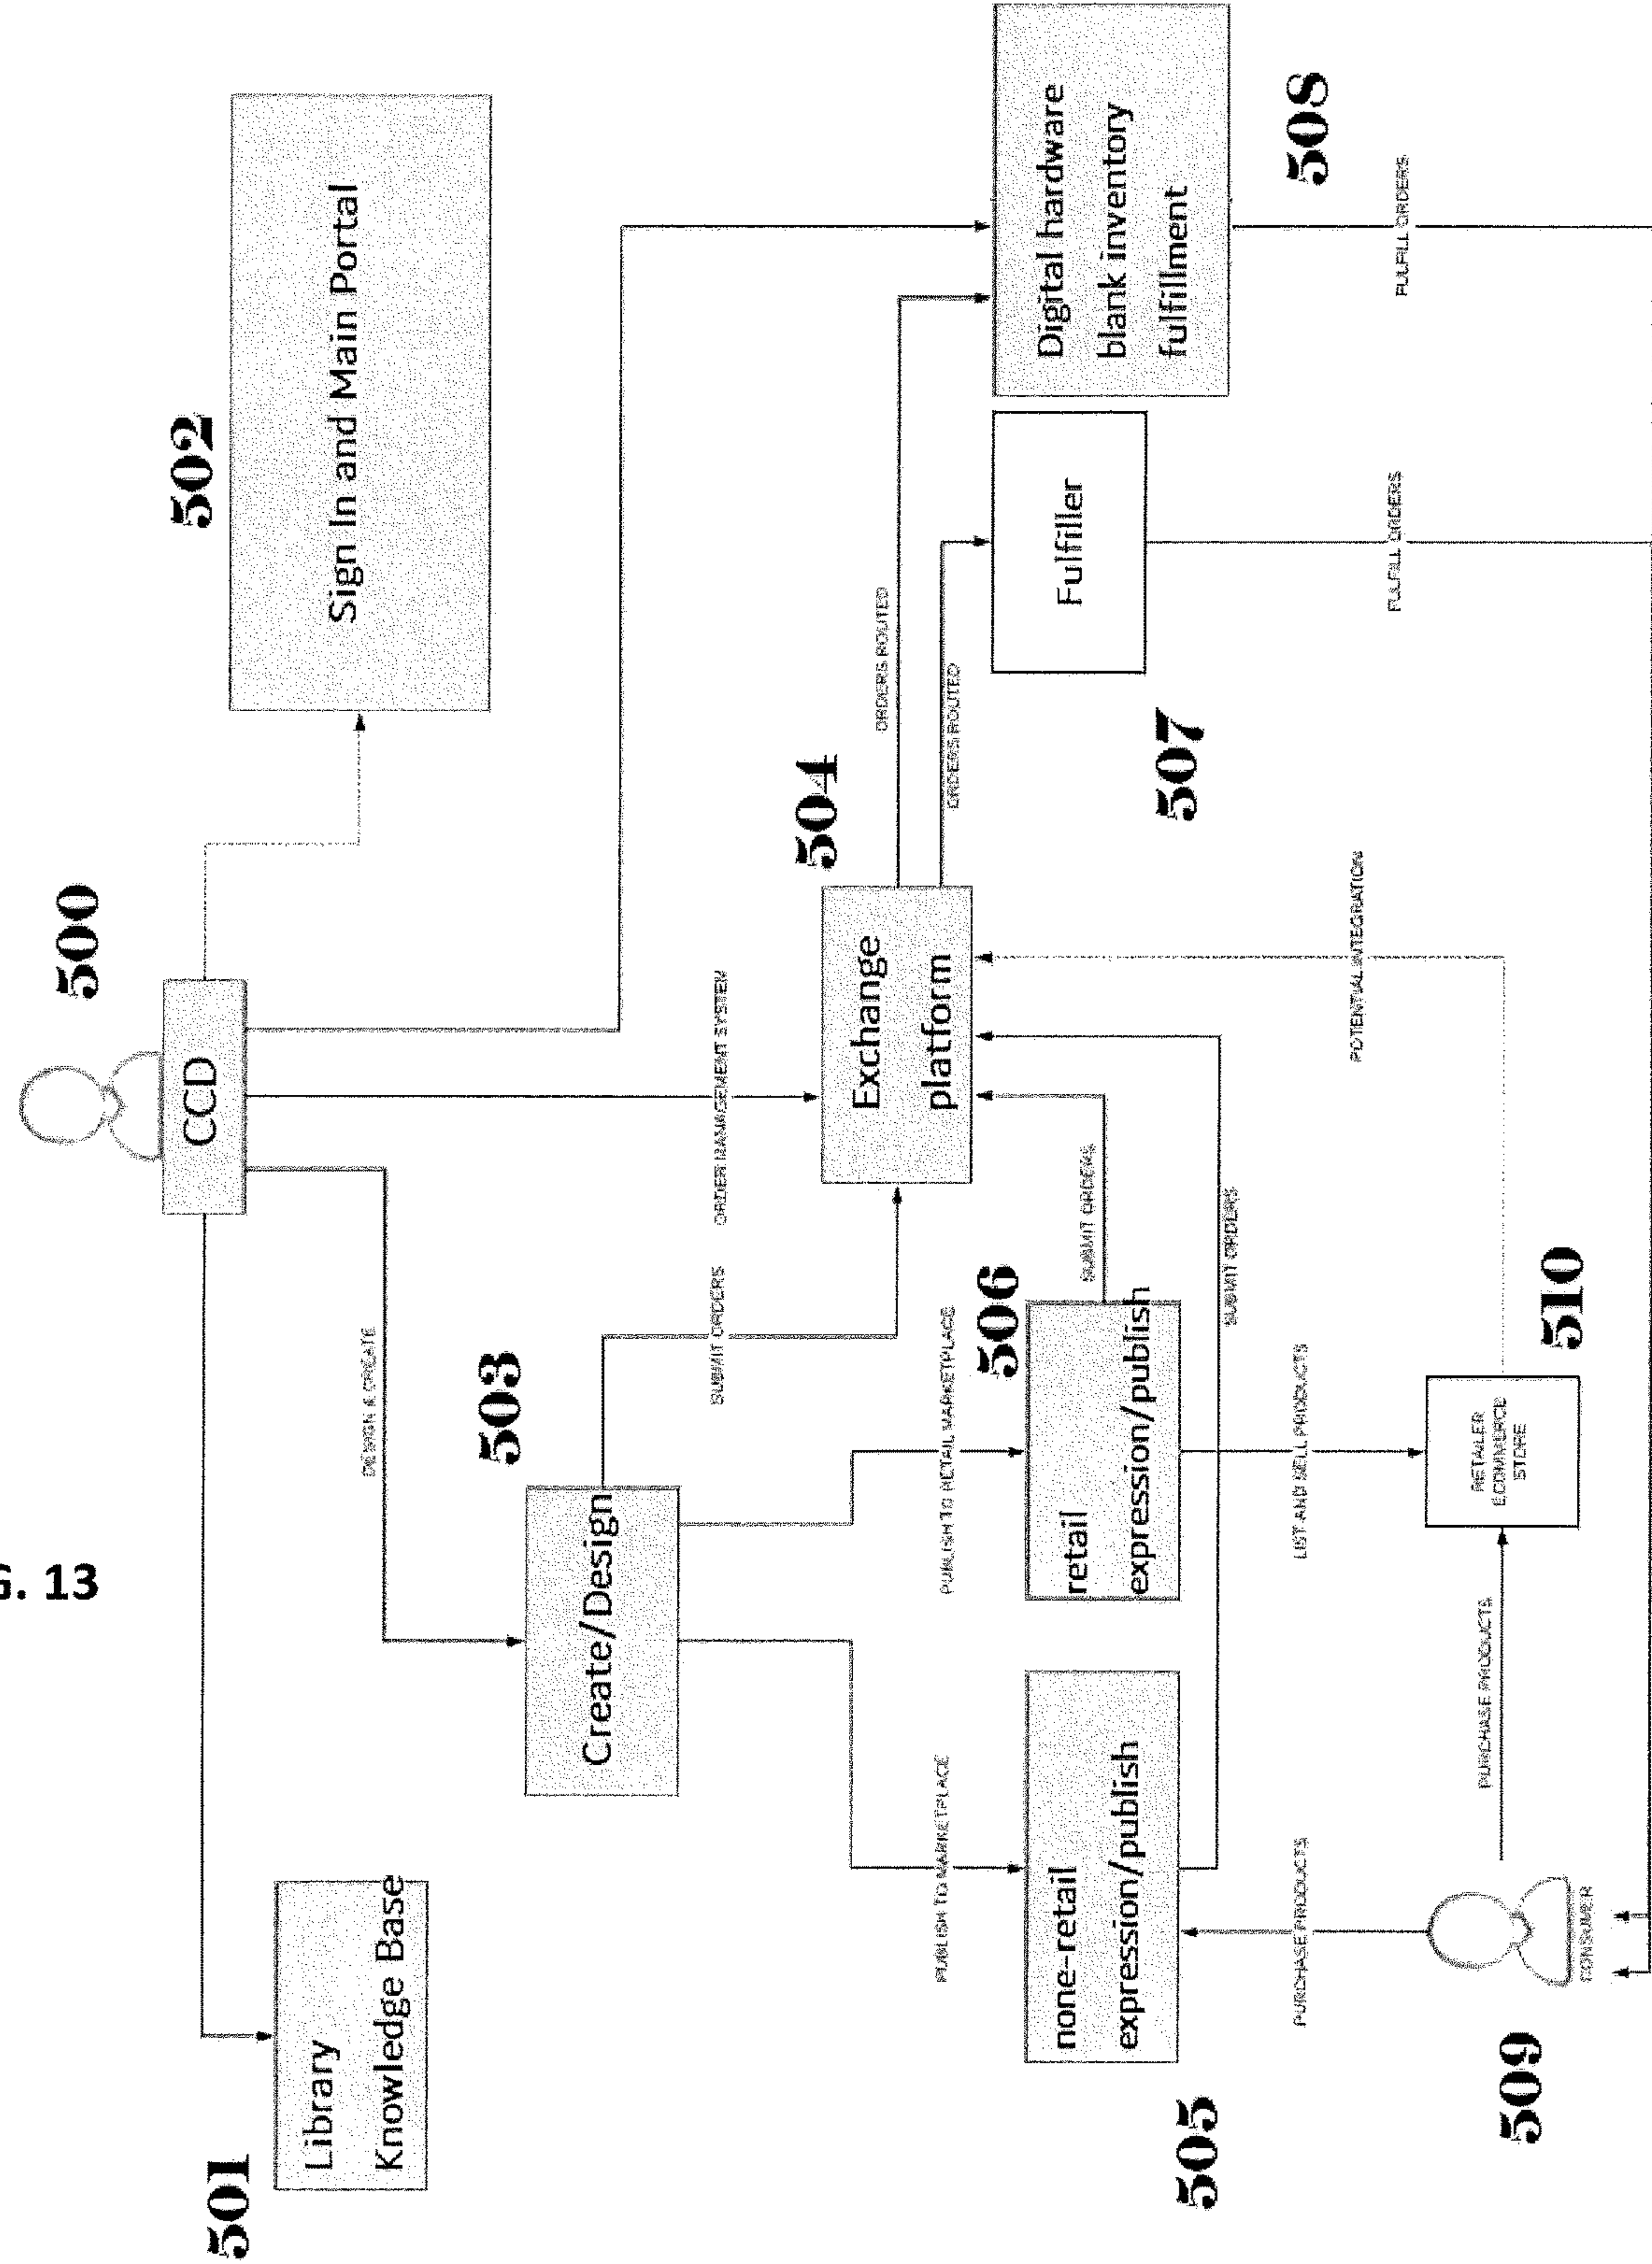 G. 13
500
CCD
502
Sign In and Main Portal
501
Library
Knowledge Base
DESIGN & CREATE
503
Create/Design
SUBMIT ORDERS
ORDER MANAGEMENT SYSTEM
504
Exchange
platform
ORDERS ROUTED
ORDERS ROUTED
PUBLISH TO MARKETPLACE
PUBLISH TO RETAIL MARKETPLACE
505
none-retail
expression/publish
506
retail
expression/publish
SUBMIT ORDERS
SUBMIT ORDERS
507
Fulfiller
508
Digital hardware
blank inventory
fulfillment
PURCHASE PRODUCTS
LIST AND SELL PRODUCTS
POTENTIAL INTEGRATION
FULFILL ORDERS
FULFILL ORDERS
509
CONSUMER
PURCHASE PRODUCTS
510
RETAILER
ECOMMERCE
STORE